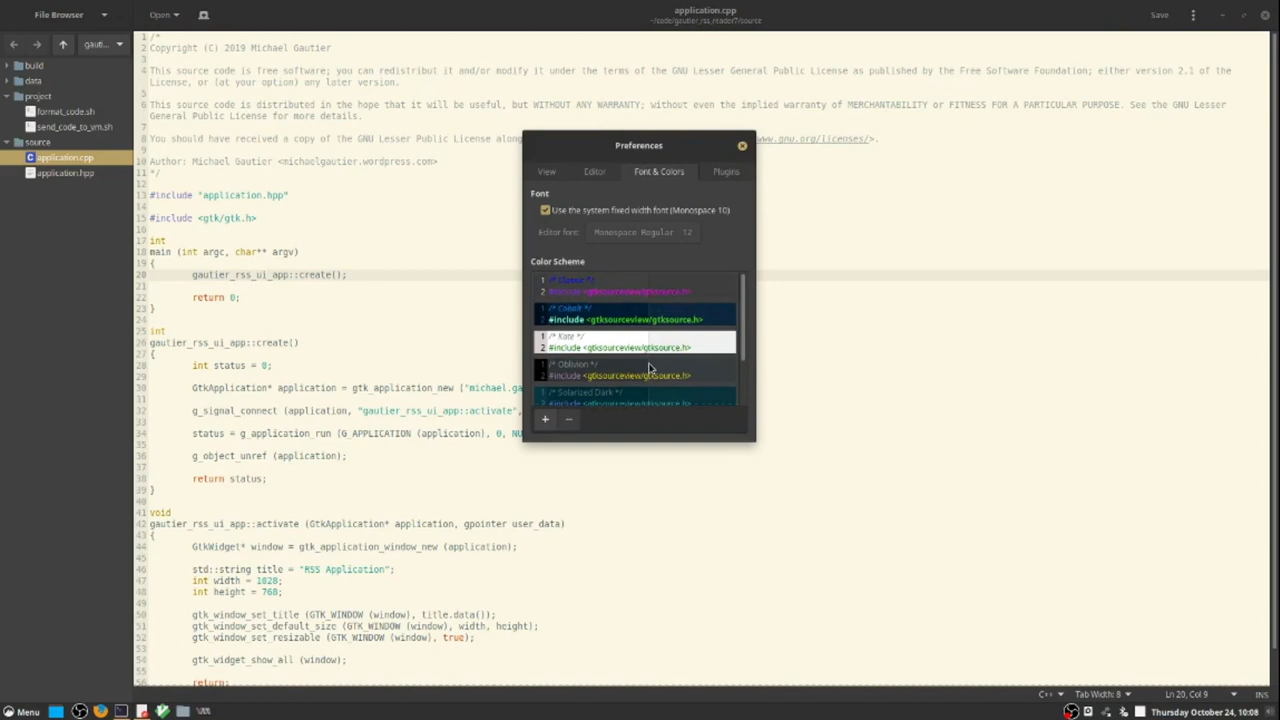 File Browser
Open
application.cpp
~/code/gautier_rss_reader7/source
Save
gauti...
build
data
project
format_code.sh
send_code_to_vm.sh
source
application.cpp
application.hpp
1 /*
2 Copyright (C) 2019 Michael Gautier
3
4 This source code is free software; you can redistribute it and/or modify it under the terms of the GNU Lesser General Public License as published by the Free Software Foundation; either version 2.1 of the
License, or (at your option) any later version.
5
6 This source code is distributed in the hope that it will be useful, but WITHOUT ANY WARRANTY; without even the implied warranty of MERCHANTABILITY or FITNESS FOR A PARTICULAR PURPOSE. See the GNU Lesser
General Public License for more details.
7
8 You should have received a copy of the GNU Lesser General Public License along
www.gnu.org/licenses/>.
9
10 Author: Michael Gautier <michaelgautier.wordpress.com>
11 */
12
13 #include "application.hpp"
14
15 #include <gtk/gtk.h>
16
17 int
18 main (int argc, char** argv)
19 {
20 gautier_rss_ui_app::create();
21
22 return 0;
23 }
24
25 int
26 gautier_rss_ui_app::create()
27 {
28 int status = 0;
29
30 GtkApplication* application = gtk_application_new ("michael.ga
31
32 g_signal_connect (application, "gautier_rss_ui_app::activate",
33
34 status = g_application_run (G_APPLICATION (application), 0, NU
35
36 g_object_unref (application);
37
38 return status;
39 }
40
41 void
42 gautier_rss_ui_app::activate (GtkApplication* application, gpointer user_data)
43 {
44 GtkWidget* window = gtk_application_window_new (application);
45
46 std::string title = "RSS Application";
47 int width = 1028;
48 int height = 768;
49
50 gtk_window_set_title (GTK_WINDOW (window), title.data());
51 gtk_window_set_default_size (GTK_WINDOW (window), width, height);
52 gtk_window_set_resizable (GTK_WINDOW (window), true);
53
54 gtk_widget_show_all (window);
55
56 return;
Preferences
View Editor Font & Colors Plugins
Font
Use the system fixed width font (Monospace 10)
Editor font: Monospace Regular 12
Color Scheme
1 /* Classic */
2 #include <gtksourceview/gtksource.h>
1 /* Cobalt */
2 #include <gtksourceview/gtksource.h>
1 /* Kate */
2 #include <gtksourceview/gtksource.h>
1 /* Oblivion */
2 #include <gtksourceview/gtksource.h>
1 /* Solarized Dark */
2 #include <gtksourceview/gtksource.h>
+ −
C++ Tab Width: 8 Ln 20, Col 9 INS
Menu
Thursday October 24, 10:08